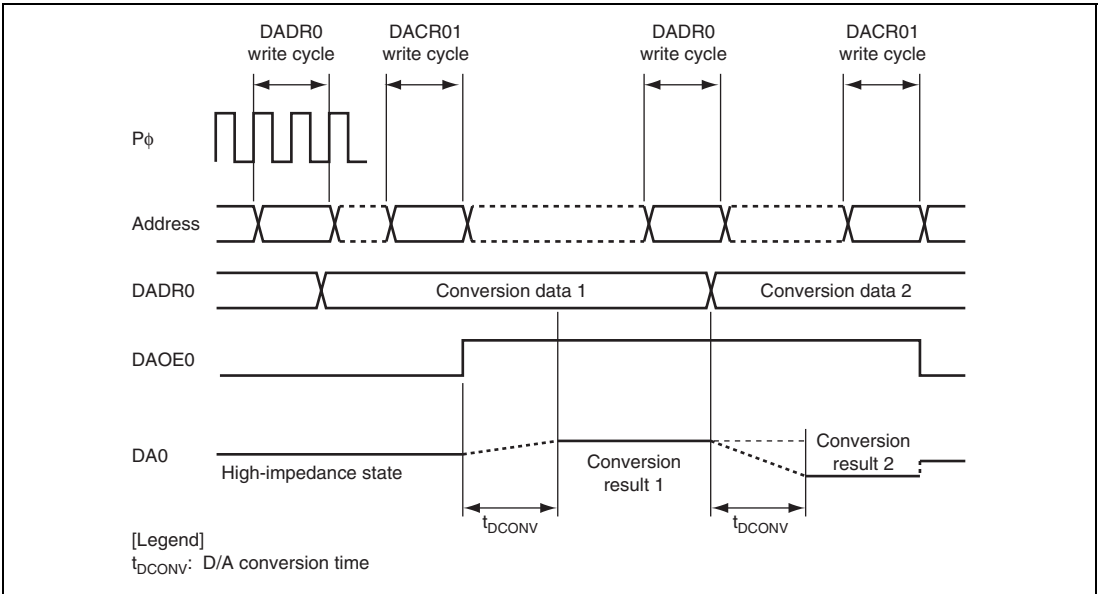 DADR0
write cycle
DACR01
write cycle
DADR0
write cycle
DACR01
write cycle
Pϕ
Address
DADR0
Conversion data 1
Conversion data 2
DAOE0
DA0
High-impedance state
Conversion
result 1
Conversion
result 2
tDCONV
tDCONV
[Legend]
tDCONV: D/A conversion time